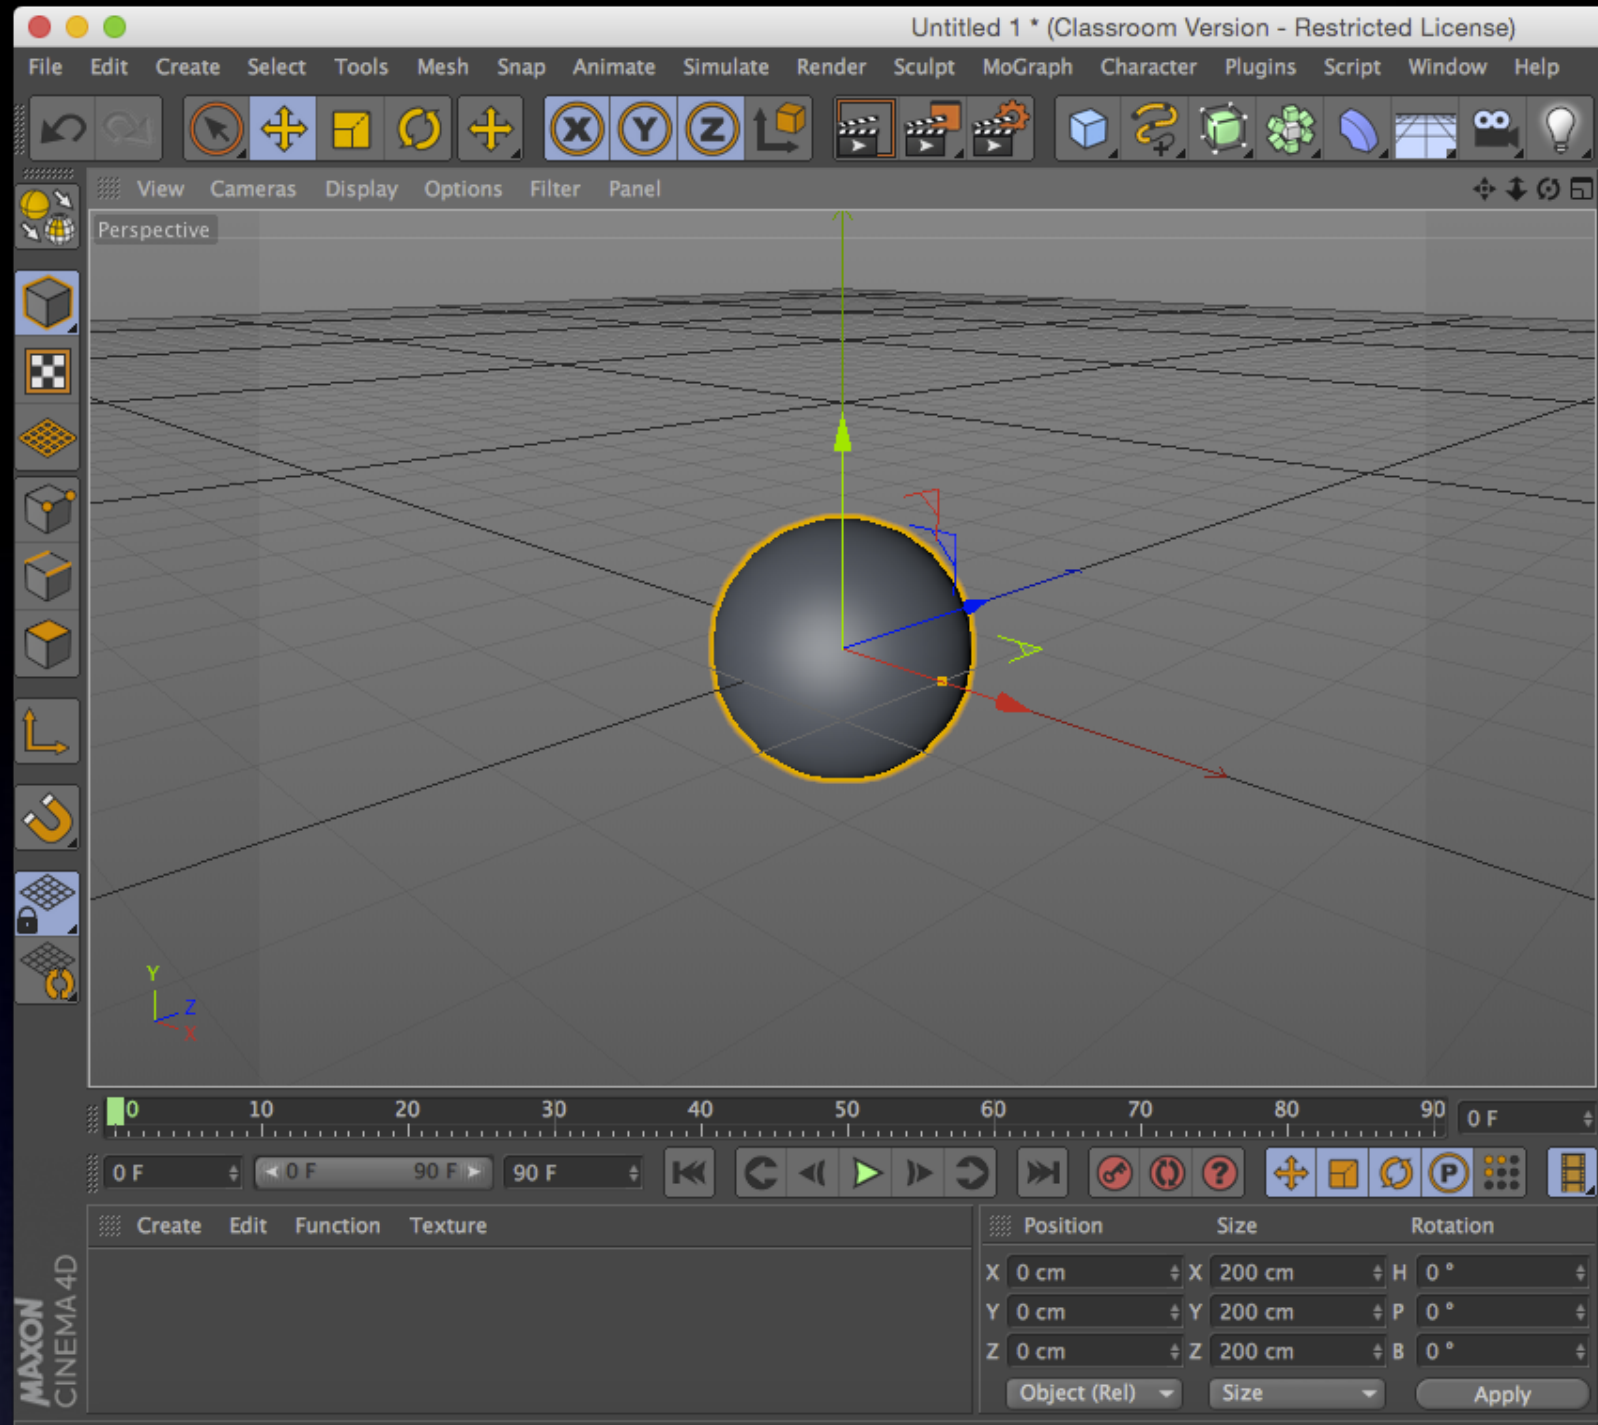 Untitled 1 * (Classroom Version - Restricted License)
File Edit Create Select Tools Mesh Snap Animate Simulate Render Sculpt MoGraph Character Plugins Script Window Help
X Y Z
View Cameras Display Options Filter Panel
Perspective
Y
Z
X
0 10 20 30 40 50 60 70 80 90 0 F
0 F 0 F 90 F 90 F ? P
Create Edit Function Texture
Position Size Rotation
X 0 cm X 200 cm H 0 °
Y 0 cm Y 200 cm P 0 °
Z 0 cm Z 200 cm B 0 °
Object (Rel) Size Apply
MAXON
CINEMA 4D